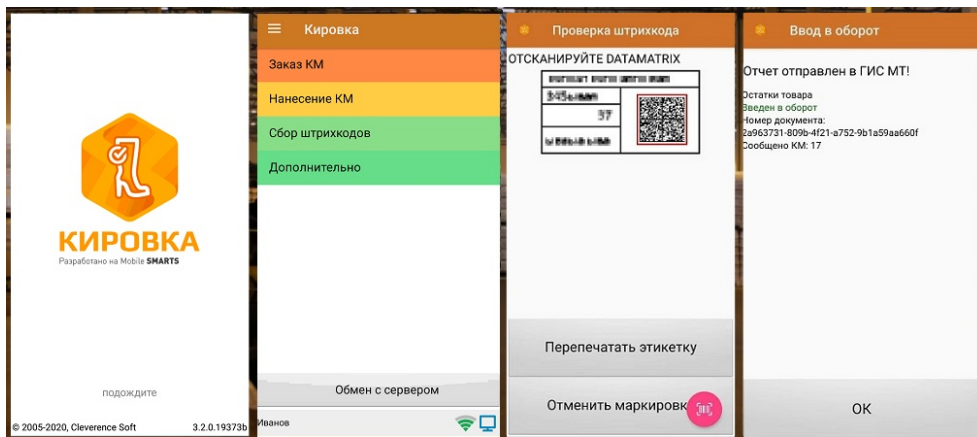 КИРОВКА
Разработано на Mobile SMARTS
подождите
© 2005-2020, Cleverence Soft 3.2.0.19373b
Кировка
Заказ КМ
Нанесение КМ
Сбор штрихкодов
Дополнительно
Обмен с сервером
Иванов
Проверка штрихкода
ОТСКАНИРУЙТЕ DATAMATRIX
37
Перепечатать этикетку
Отменить маркировк
Ввод в оборот
Отчет отправлен в ГИС МТ!
Остатки товара
Введен в оборот
Номер документа:
2a963731-809b-4f21-a752-9b1a59aa660f
Сообщено КМ: 17
ОК